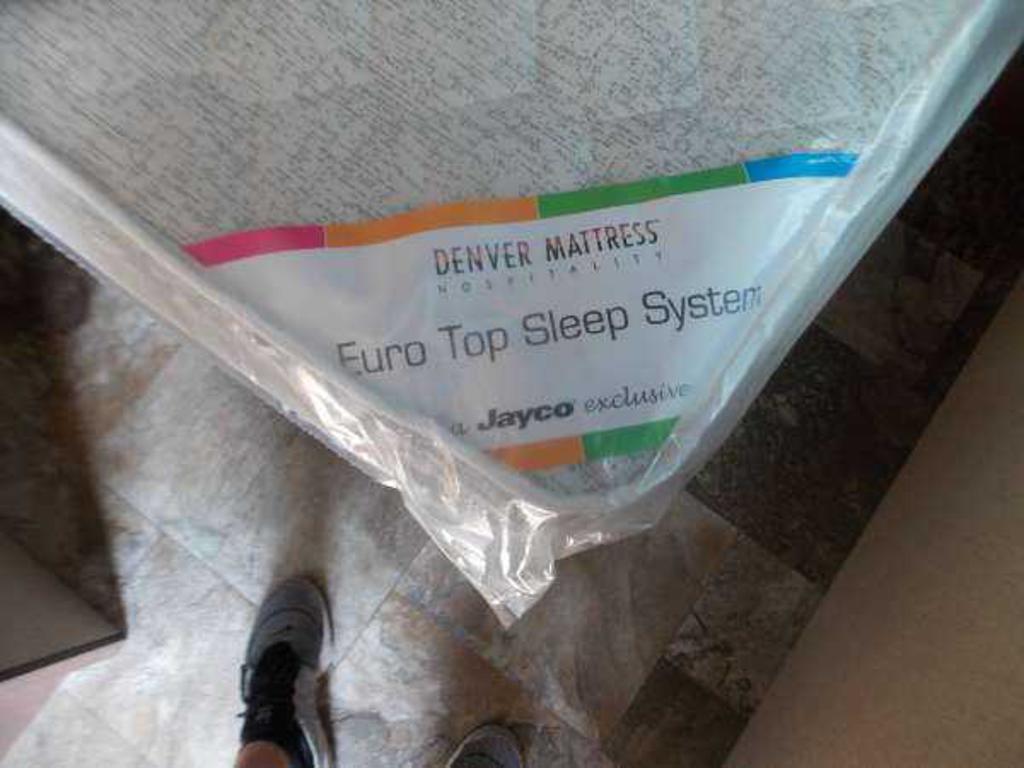 DENVER MATTRESS
HOSPITALITY
Euro Top Sleep System
a Jayco exclusive